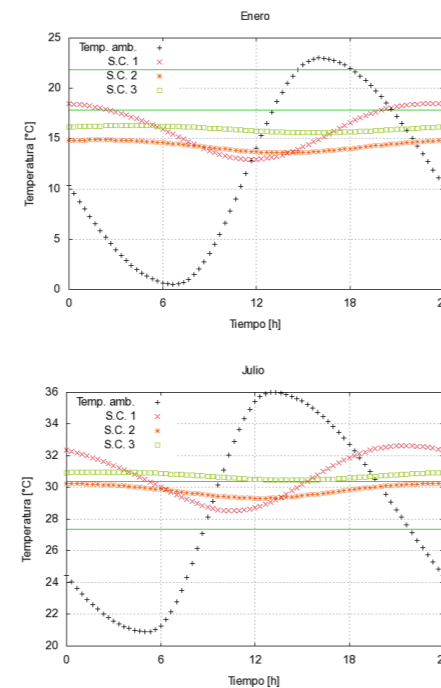 Enero
25
20
15
10
5
0
Temp. amb.
S.C. 1
S.C. 2
S.C. 3
Temperatura [°C]
0 6 12 18 2
Tiempo [h]
Julio
36
34
32
30
28
26
24
22
20
Temp. amb.
S.C. 1
S.C. 2
S.C. 3
Temperatura [°C]
0 6 12 18 2
Tiempo [h]